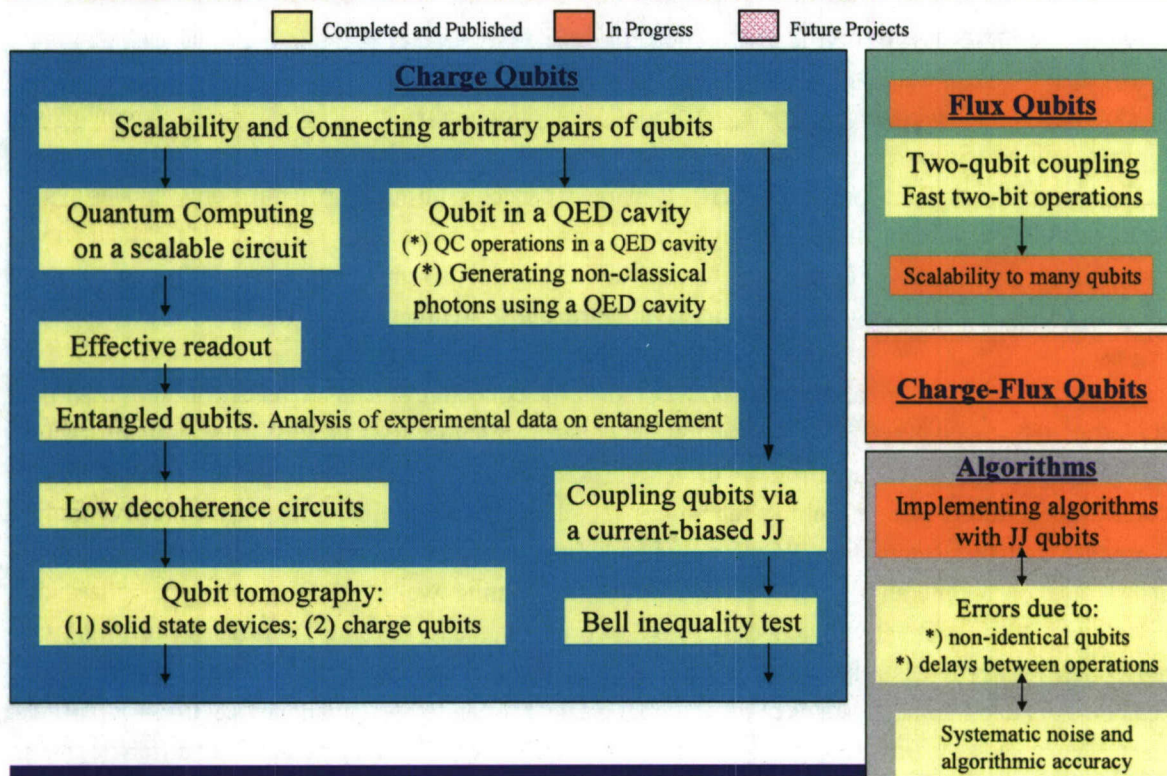 Completed and Published
In Progress
Future Projects
Charge Qubits
Scalability and Connecting arbitrary pairs of qubits
Quantum Computing
on a scalable circuit
Qubit in a QED cavity
(*) QC operations in a QED cavity
(*) Generating non-classical
photons using a QED cavity
Effective readout
Entangled qubits. Analysis of experimental data on entanglement
Low decoherence circuits
Coupling qubits via
a current-biased JJ
Qubit tomography:
(1) solid state devices; (2) charge qubits
Bell inequality test
Flux Qubits
Two-qubit coupling
Fast two-bit operations
Scalability to many qubits
Charge-Flux Qubits
Algorithms
Implementing algorithms
with JJ qubits
Errors due to:
*) non-identical qubits
*) delays between operations
Systematic noise and
algorithmic accuracy